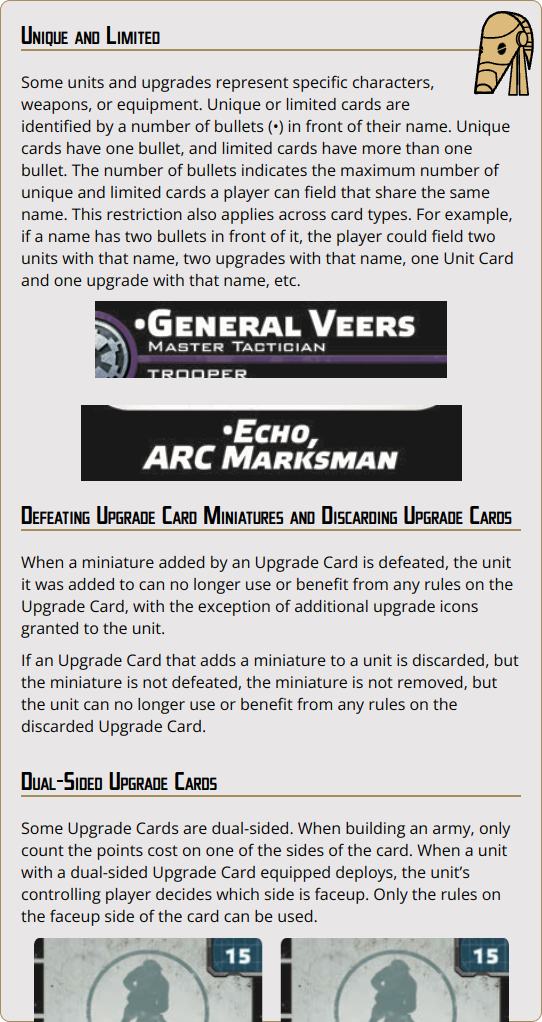 Unique and Limited
Some units and upgrades represent specific characters,
weapons, or equipment. Unique or limited cards are
identified by a number of bullets (•) in front of their name. Unique
cards have one bullet, and limited cards have more than one
bullet. The number of bullets indicates the maximum number of
unique and limited cards a player can field that share the same
name. This restriction also applies across card types. For example,
if a name has two bullets in front of it, the player could field two
units with that name, two upgrades with that name, one Unit Card
and one upgrade with that name, etc.
•General Veers
Master Tactician
TROOPER
•Echo,
ARC Marksman
Defeating Upgrade Card Miniatures and Discarding Upgrade Cards
When a miniature added by an Upgrade Card is defeated, the unit
it was added to can no longer use or benefit from any rules on the
Upgrade Card, with the exception of additional upgrade icons
granted to the unit.
If an Upgrade Card that adds a miniature to a unit is discarded, but
the miniature is not defeated, the miniature is not removed, but
the unit can no longer use or benefit from any rules on the
discarded Upgrade Card.
Dual-Sided Upgrade Cards
Some Upgrade Cards are dual-sided. When building an army, only
count the points cost on one of the sides of the card. When a unit
with a dual-sided Upgrade Card equipped deploys, the unit’s
controlling player decides which side is faceup. Only the rules on
the faceup side of the card can be used.
15
15